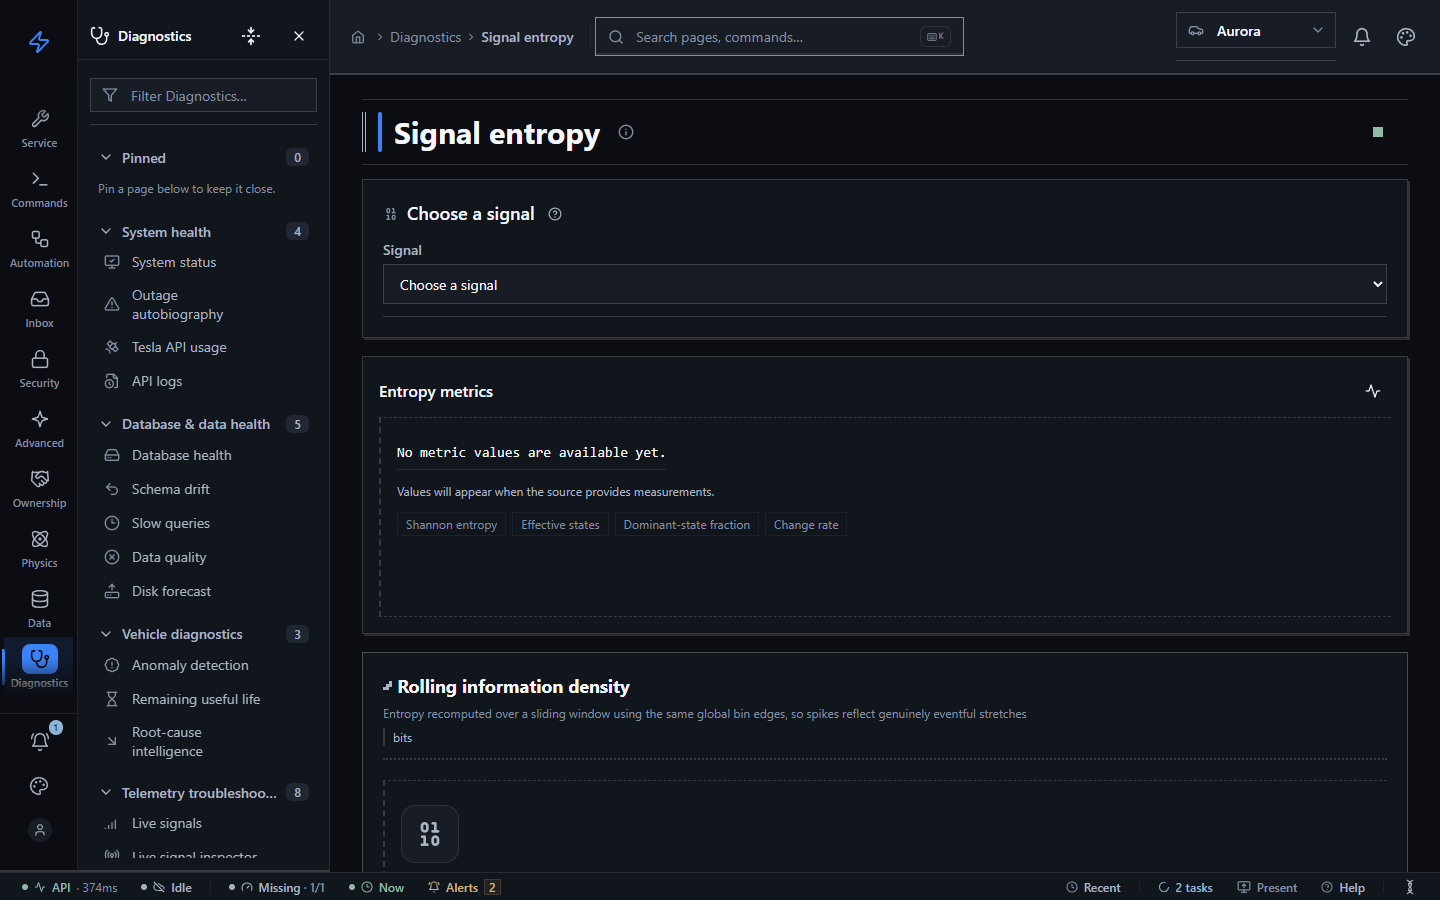 Diagnostics
Diagnostics
Signal entropy
Search pages, commands...
K
Aurora
Service
Commands
Automation
Inbox
Security
Advanced
Ownership
Physics
Data
Diagnostics
1
Filter Diagnostics...
Pinned
0
Pin a page below to keep it close.
System health
4
System status
Outage
autobiography
Tesla API usage
API logs
Database & data health
5
Database health
Schema drift
Slow queries
Data quality
Disk forecast
Vehicle diagnostics
3
Anomaly detection
Remaining useful life
Root-cause
intelligence
Telemetry troubleshoo...
8
Live signals
Live signal inspector
Signal entropy
Choose a signal
Signal
Choose a signal
Entropy metrics
No metric values are available yet.
Values will appear when the source provides measurements.
Shannon entropy
Effective states
Dominant-state fraction
Change rate
Rolling information density
Entropy recomputed over a sliding window using the same global bin edges, so spikes reflect genuinely eventful stretches
bits
01
10
API · 374ms
Idle
Missing · 1/1
Now
Alerts 2
Recent
2 tasks
Present
Help